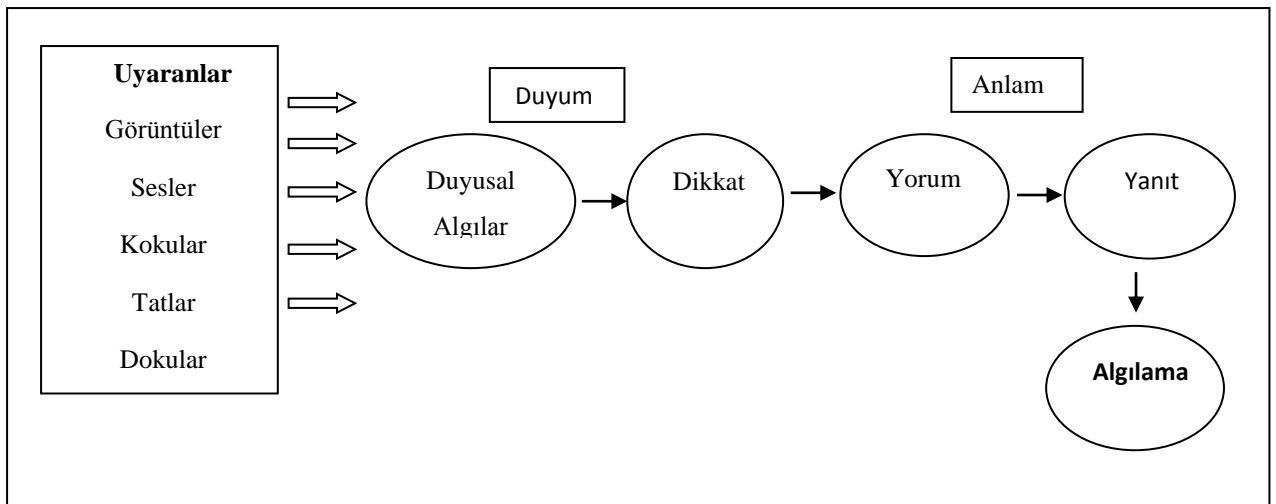 Uyaranlar
Görüntüler
Sesler
Kokular
Tatlar
Dokular
Duyum
Duyusal
Algılar
Dikkat
Anlam
Yorum
Yanıt
Algılama